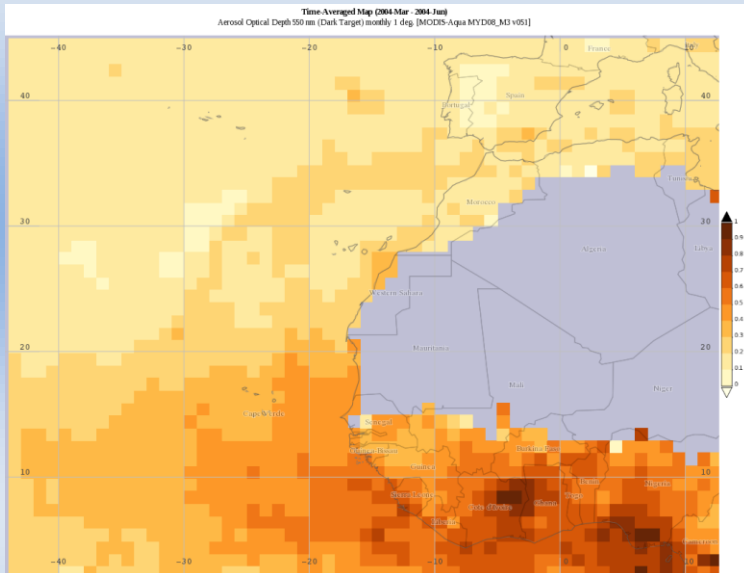 Time-Averaged Map (2004-Mar - 2004-Jun)
Aerosol Optical Depth 550 nm (Dark Target) monthly 1 deg. [MODIS-Aqua MYD08_M3 v051]
-40 -30 -20 -10 0 10
France
40 40
Portugal Spain
Tunisia
Morocco
30 30
Algeria Libya
Western Sahara
20 20
Mauritania
Mali Niger
Cape Verde
Senegal
Guinea-Bissau Burkina Faso
10 Guinea 10
Benin Nigeria
Sierra Leone Togo
Cote d'Ivoire Ghana
Liberia
Cameroon
-40 -30 -20 -10 0 10
1
0.9
0.8
0.7
0.6
0.5
0.4
0.3
0.2
0.1
0